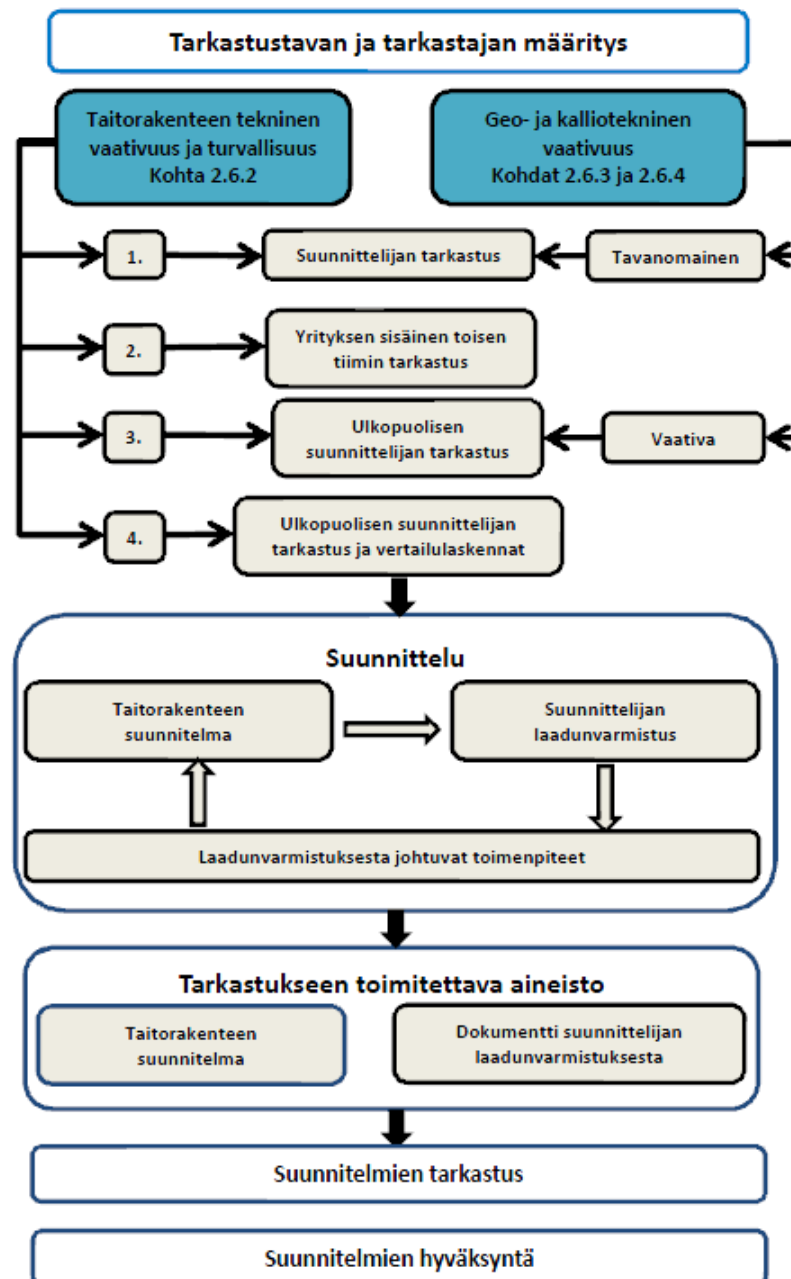 Tarkastustavan ja tarkastajan määritys
Taitorakenteen tekninen
vaativuus ja turvallisuus
Kohta 2.6.2
Geo- ja kalliotekninen
vaativuus
Kohdat 2.6.3 ja 2.6.4
1.
Suunnittelijan tarkastus
Tavanomainen
2.
Yrityksen sisäinen toisen
tiimin tarkastus
3.
Ulkopuolisen
suunnittelijan tarkastus
Vaativa
4.
Ulkopuolisen suunnittelijan
tarkastus ja vertailulaskennat
Suunnittelu
Taitorakenteen
suunnitelma
Suunnittelijan
laadunvarmistus
Laadunvarmistuksesta johtuvat toimenpiteet
Tarkastukseen toimitettava aineisto
Taitorakenteen
suunnitelma
Dokumentti suunnittelijan
laadunvarmistuksesta
Suunnitelmien tarkastus
Suunnitelmien hyväksyntä